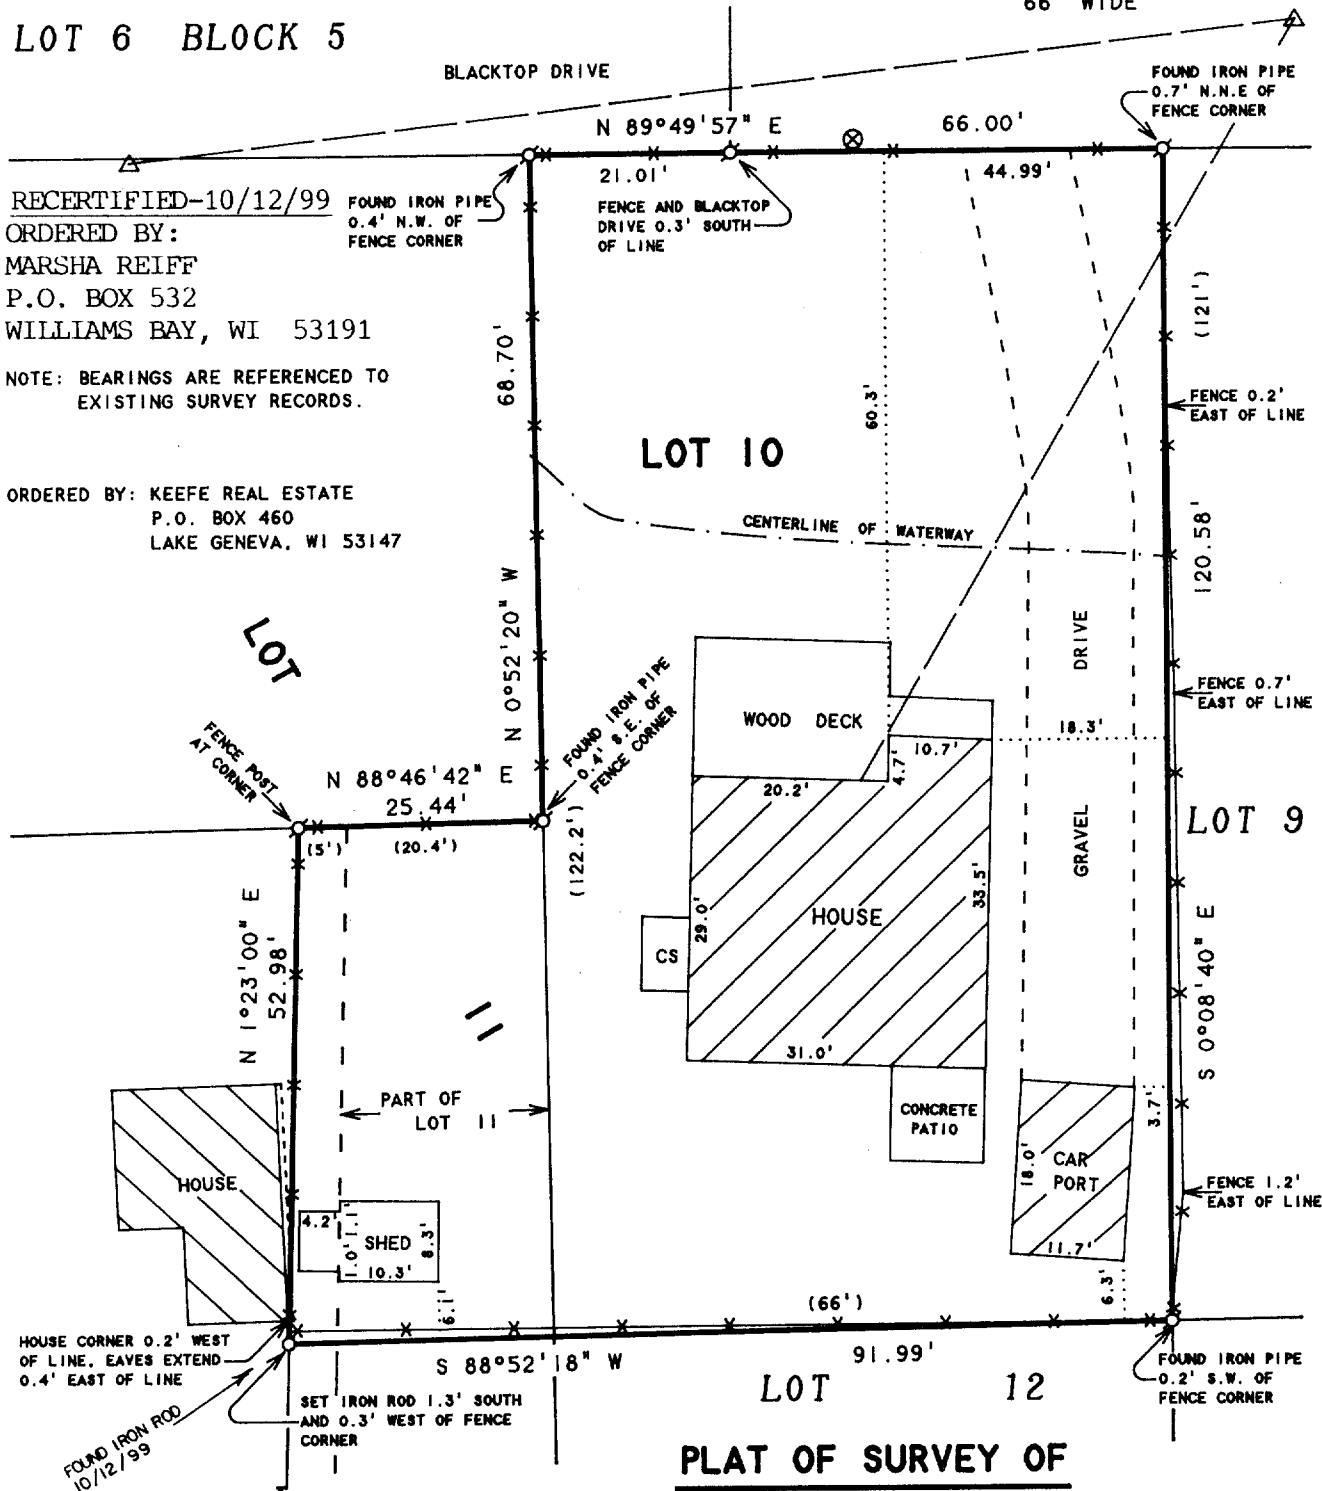 66' WIDE
LOT 6 BLOCK 5
BLACKTOP DRIVE
FOUND IRON PIPE
0.7' N.N.E OF
FENCE CORNER
N 89°49'57" E
66.00'
21.01'
44.99'
RECERTIFIED-10/12/99
ORDERED BY:
MARSHA REIFF
P.O. BOX 532
WILLIAMS BAY, WI 53191
FOUND IRON PIPE
0.4' N.W. OF
FENCE CORNER
FENCE AND BLACKTOP
DRIVE 0.3' SOUTH
OF LINE
NOTE: BEARINGS ARE REFERENCED TO
EXISTING SURVEY RECORDS.
68.70'
60.3'
(121')
FENCE 0.2'
EAST OF LINE
LOT 10
ORDERED BY: KEEFE REAL ESTATE
P.O. BOX 460
LAKE GENEVA, WI 53147
CENTERLINE OF WATERWAY
120.58'
N 0°52'20" W
LOT
DRIVE
FOUND IRON PIPE
0.4' S.E. OF
FENCE CORNER
FENCE 0.7'
EAST OF LINE
WOOD DECK
18.3'
10.7'
4.7'
20.2'
FENCE POST
AT CORNER
N 88°46'42" E
25.44'
(5')
(20.4')
(122.2')
GRAVEL
LOT 9
33.5'
29.0'
HOUSE
CS
N 1°23'00" E
52.98'
11
31.0'
S 0°08'40" E
PART OF
LOT 11
CONCRETE
PATIO
3.7'
18.0'
CAR
PORT
11.7'
FENCE 1.2'
EAST OF LINE
HOUSE
4.2'
1.1'
1.0'
SHED
8.3'
10.3'
6.1'
6.3'
(66')
HOUSE CORNER 0.2' WEST
OF LINE, EAVES EXTEND
0.4' EAST OF LINE
S 88°52'18" W
91.99'
FOUND IRON PIPE
0.2' S.W. OF
FENCE CORNER
LOT 12
SET IRON ROD 1.3' SOUTH
AND 0.3' WEST OF FENCE
CORNER
FOUND IRON ROD
10/12/99
PLAT OF SURVEY OF